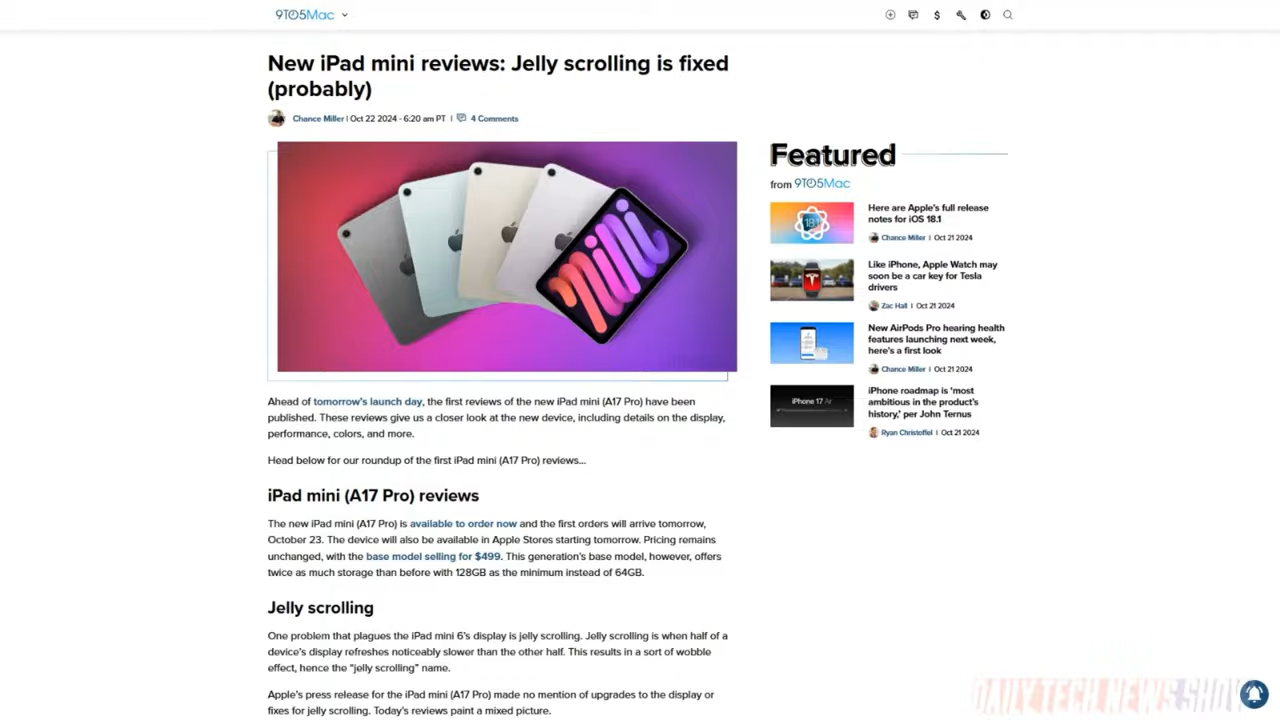 9TO5Mac
New iPad mini reviews: Jelly scrolling is fixed
(probably)
Chance Miller | Oct 22 2024 - 6:20 am PT | 4 Comments
Ahead of tomorrow's launch day, the first reviews of the new iPad mini (A17 Pro) have been
published. These reviews give us a closer look at the new device, including details on the display,
performance, colors, and more.
Head below for our roundup of the first iPad mini (A17 Pro) reviews...
iPad mini (A17 Pro) reviews
The new iPad mini (A17 Pro) is available to order now and the first orders will arrive tomorrow,
October 23. The device will also be available in Apple Stores starting tomorrow. Pricing remains
unchanged, with the base model selling for $499. This generation's base model, however, offers
twice as much storage than before with 128GB as the minimum instead of 64GB.
Jelly scrolling
One problem that plagues the iPad mini 6's display is jelly scrolling. Jelly scrolling is when half of a
device's display refreshes noticeably slower than the other half. This results in a sort of wobble
effect, hence the "jelly scrolling" name.
Apple's press release for the iPad mini (A17 Pro) made no mention of upgrades to the display or
fixes for jelly scrolling. Today's reviews paint a mixed picture.
Featured
from 9TO5Mac
18.1
Here are Apple's full release
notes for iOS 18.1
Chance Miller | Oct 21 2024
Like iPhone, Apple Watch may
soon be a car key for Tesla
drivers
Zac Hall | Oct 21 2024
New AirPods Pro hearing health
features launching next week,
here's a first look
Chance Miller | Oct 21 2024
iPhone 17 Air
iPhone roadmap is 'most
ambitious in the product's
history,' per John Ternus
Ryan Christoffel | Oct 21 2024
DAILY TECH NEWS SHOW